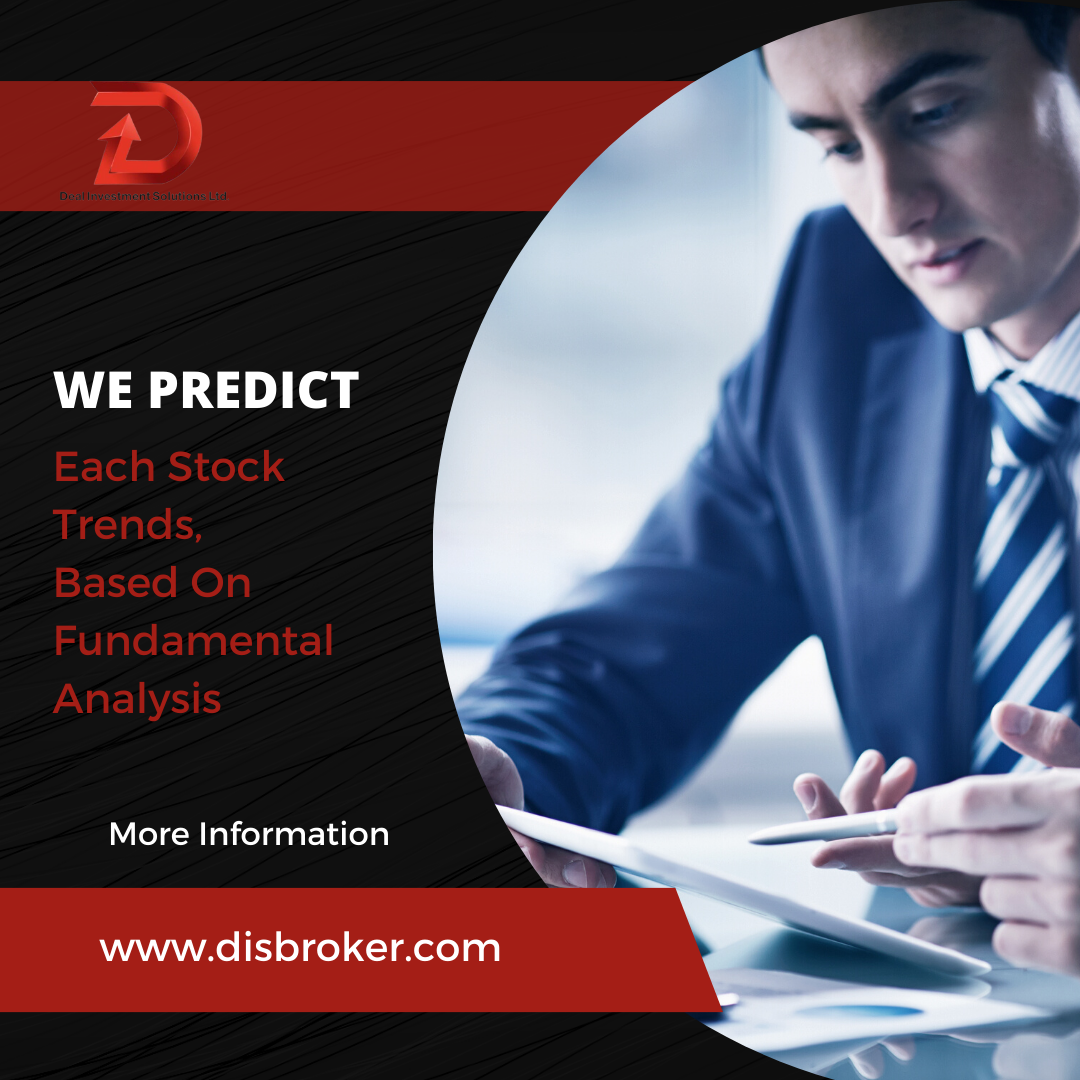 Deal Investment Solutions Ltd
WE PREDICT
Each Stock
Trends,
Based On
Fundamental
Analysis
More Information
www.disbroker.com